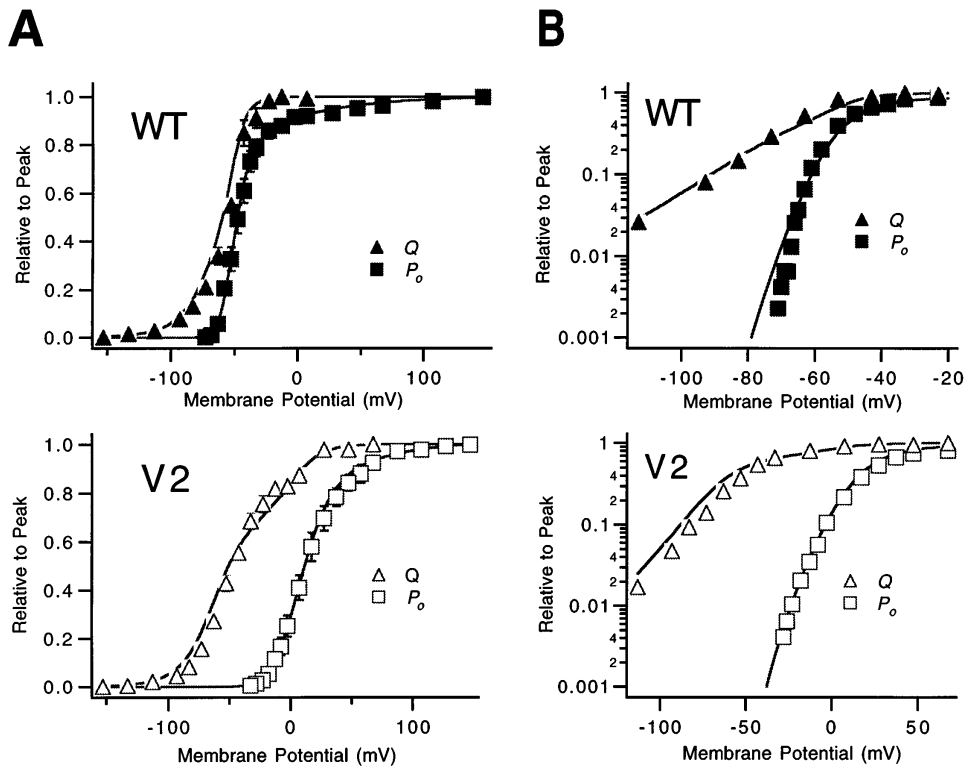 A
B
1.0
0.8
0.6
0.4
0.2
0.0
Relative to Peak
WT
Q
Po
-100
0
100
Membrane Potential (mV)
1
4
2
0.1
4
2
0.01
4
2
0.001
Relative to Peak
WT
Q
Po
-100
-80
-60
-40
-20
Membrane Potential (mV)
1.0
0.8
0.6
0.4
0.2
0.0
Relative to Peak
V2
Q
Po
-100
0
100
Membrane Potential (mV)
1
4
2
0.1
4
2
0.01
4
2
0.001
Relative to Peak
V2
Q
Po
-100
-50
0
50
Membrane Potential (mV)